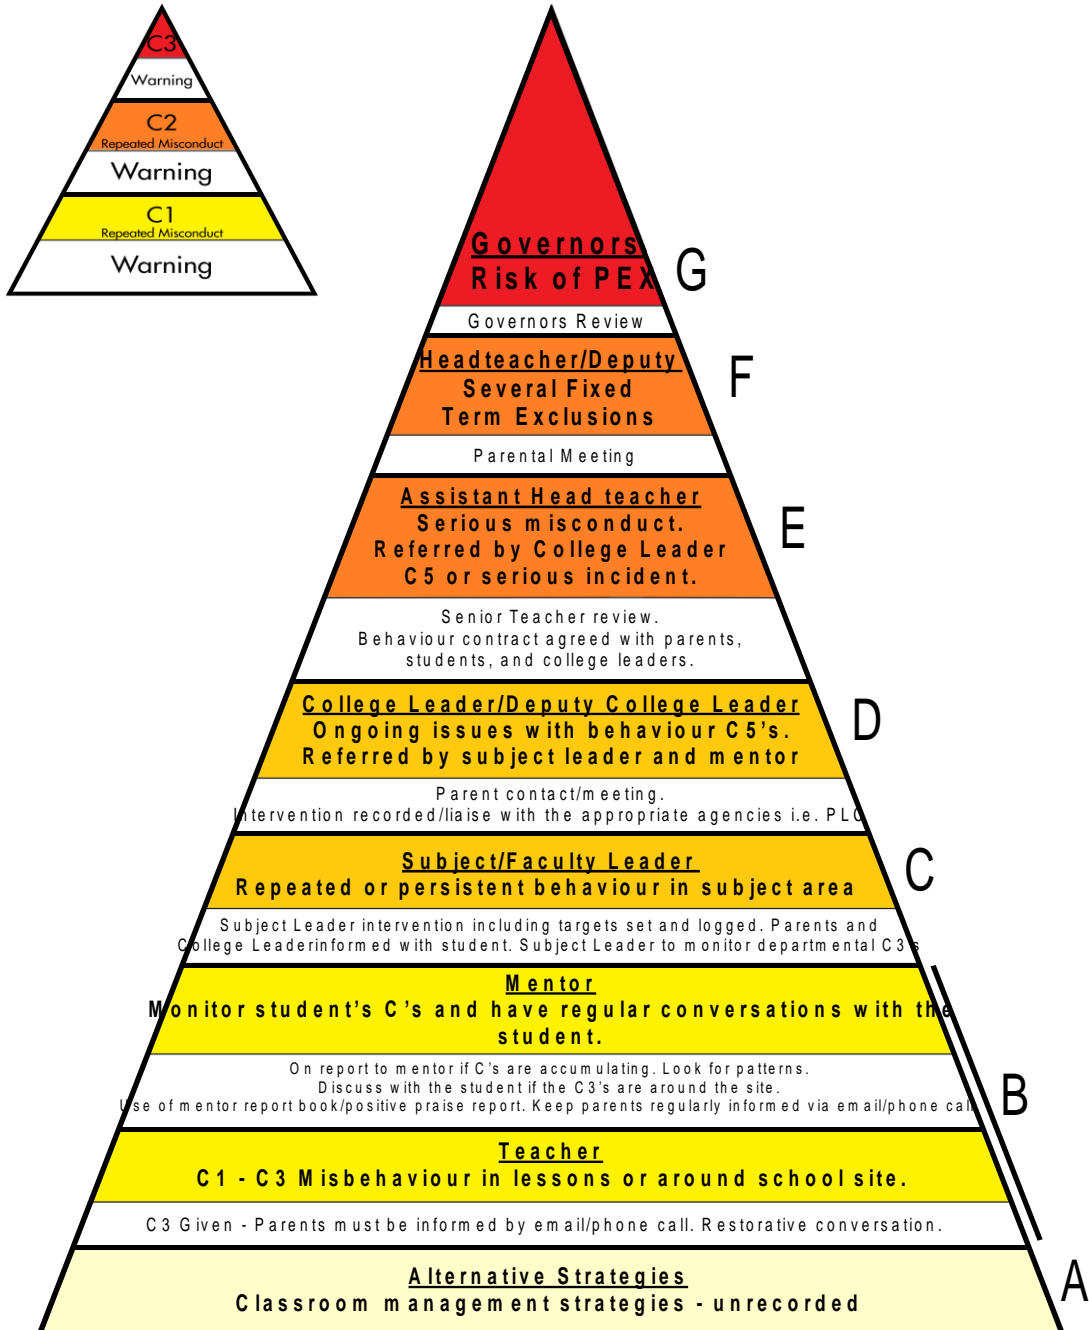 C3
Warning
C2
Repeated Misconduct
Warning
C1
Repeated Misconduct
Warning
Governors
Risk of PEX
G
Governors Review
Headteacher/Deputy
Several Fixed
Term Exclusions
F
Parental Meeting
Assistant Head teacher
Serious misconduct.
Referred by College Leader
C5 or serious incident.
E
Senior Teacher review.
Behaviour contract agreed with parents,
students, and college leaders.
College Leader/Deputy College Leader
Ongoing issues with behaviour C5's.
Referred by subject leader and mentor
D
Parent contact/meeting.
Intervention recorded/liaise with the appropriate agencies i.e. PLC
Subject/Faculty Leader
Repeated or persistent behaviour in subject area
C
Subject Leader intervention including targets set and logged. Parents and
College Leaderinformed with student. Subject Leader to monitor departmental C3's
Mentor
Monitor student’s C’s and have regular conversations with the
student.
On report to mentor if C's are accumulating. Look for patterns.
Discuss with the student if the C3's are around the site.
Use of mentor report book/positive praise report. Keep parents regularly informed via email/phone call
B
Teacher
C1 - C3 Misbehaviour in lessons or around school site.
C3 Given - Parents must be informed by email/phone call. Restorative conversation.
Alternative Strategies
Classroom management strategies - unrecorded
A